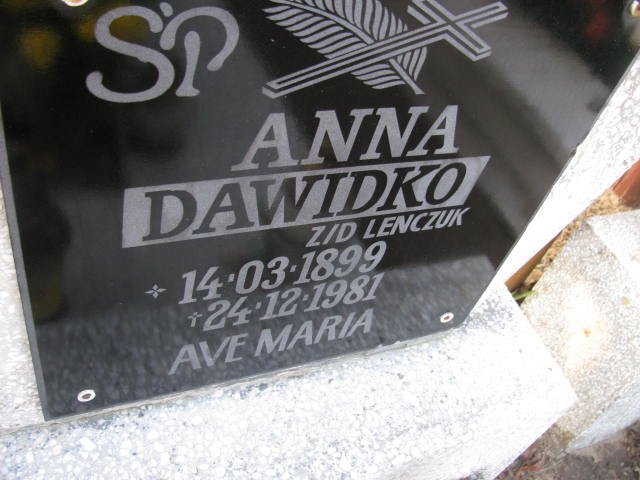 ŚP
ANNA
DAWIDKO
Z/D LENCZUK
14·03·1899
†24·12·1981
AVE MARIA